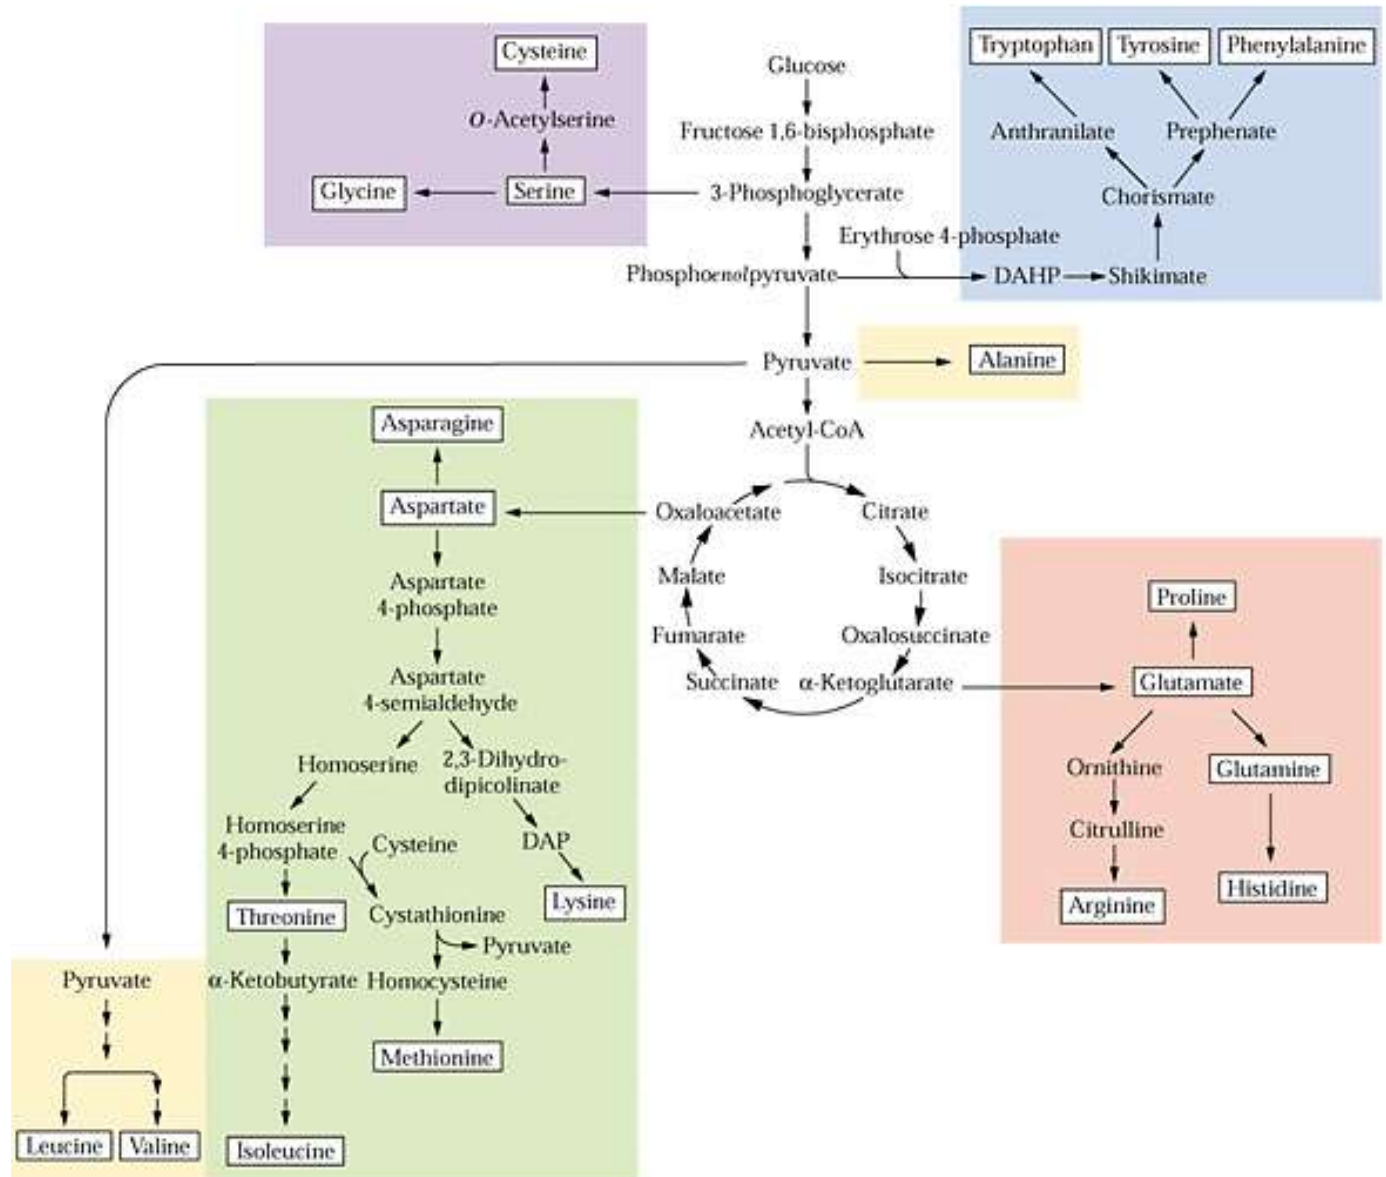 Cysteine
Glucose
O-Acetylserine
Fructose 1,6-bisphosphate
Glycine
Serine
3-Phosphoglycerate
Tryptophan
Tyrosine
Phenylalanine
Anthranilate
Prephenate
Chorismate
Erythrose 4-phosphate
Phosphoenolpyruvate
DAHP
Shikimate
Pyruvate
Alanine
Acetyl-CoA
Asparagine
Aspartate
Oxaloacetate
Citrate
Malate
Isocitrate
Fumarate
Oxalosuccinate
Succinate
α-Ketoglutarate
Aspartate
4-phosphate
Aspartate
4-semialdehyde
Homoserine
2,3-Dihydro-
dipicolinate
Homoserine
4-phosphate
Cysteine
DAP
Lysine
Threonine
Cystathionine
Pyruvate
α-Ketobutyrate
Homocysteine
Methionine
Isoleucine
Pyruvate
Leucine
Valine
Proline
Glutamate
Ornithine
Glutamine
Citrulline
Arginine
Histidine